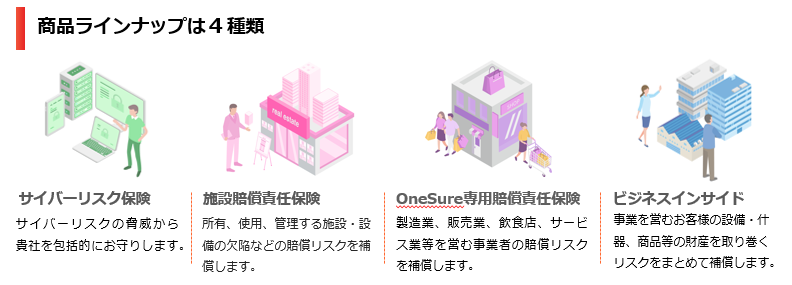 商品ラインナップは４種類
real estate
サイバーリスク保険
サイバーリスクの脅威から
貴社を包括的にお守りします。
施設賠償責任保険
所有、使用、管理する施設・設
備の欠陥などの賠償リスクを補
償します。
OneSure専用賠償責任保険
製造業、販売業、飲食店、サービ
ス業等を営む事業者の賠償リスク
を補償します。
ビジネスインサイド
事業を営むお客様の設備・什
器、商品等の財産を取り巻く
リスクをまとめて補償します。